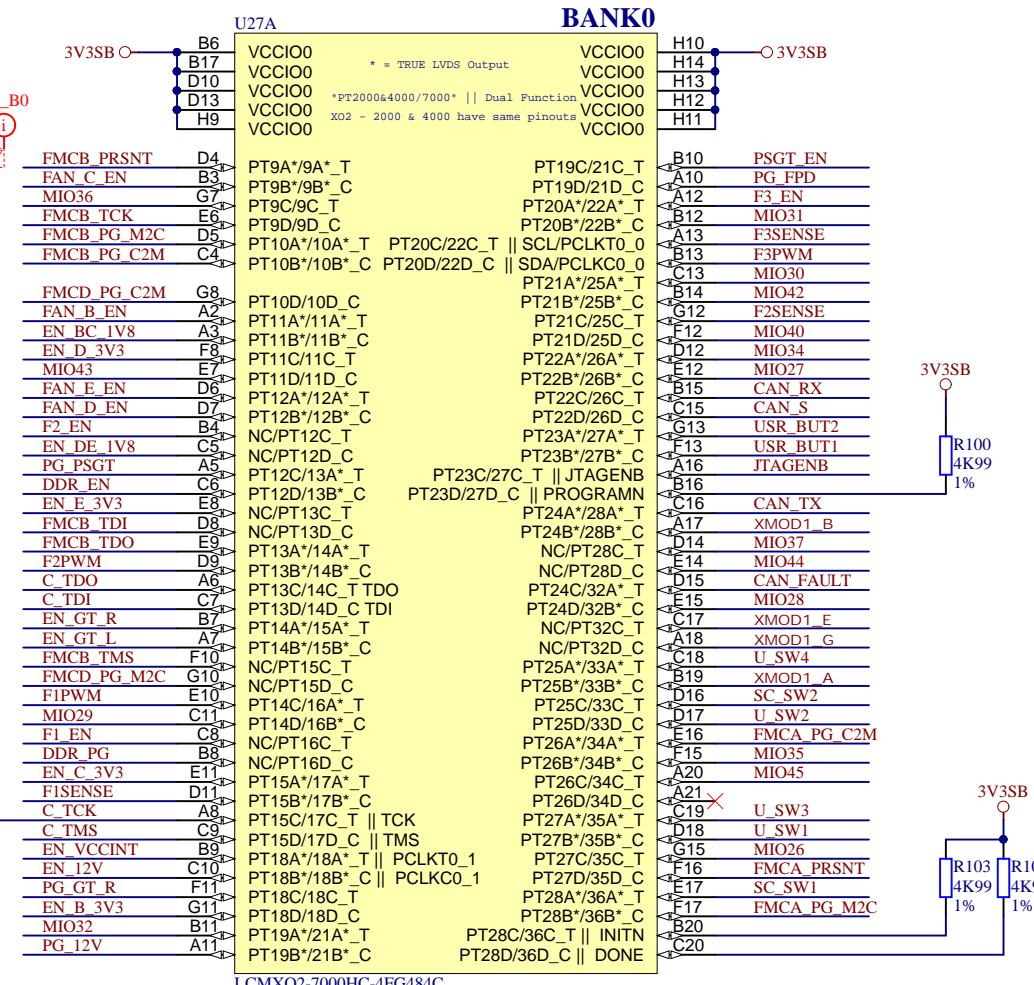 BANK0
U27A
3V3SB B6 VCCIO0 VCCIO0 H10 3V3SB
B17 VCCIO0 VCCIO0 H14
* = TRUE LVDS Output
D10 VCCIO0 VCCIO0 H13
"PT2000&4000/7000" || Dual Function
D13 VCCIO0 VCCIO0 H12
XO2 - 2000 & 4000 have same pinouts
H9 VCCIO0 VCCIO0 H11
_B0
i
FMCB_PRSNT D4 PT9A*/9A*_T PT19C/21C_T B10 PSGT_EN
FAN_C_EN B3 PT9B*/9B*_C PT19D/21D_C A10 PG_FPD
MIO36 G7 PT9C/9C_T PT20A*/22A*_T A12 F3_EN
FMCB_TCK E6 PT9D/9D_C PT20B*/22B*_C B12 MIO31
FMCB_PG_M2C D5 PT10A*/10A*_T PT20C/22C_T || SCL/PCLKT0_0 A13 F3SENSE
FMCB_PG_C2M C4 PT10B*/10B*_C PT20D/22D_C || SDA/PCLKC0_0 B13 F3PWM
PT21A*/25A*_T C13 MIO30
FMCD_PG_C2M G8 PT10D/10D_C PT21B*/25B*_C B14 MIO42
FAN_B_EN A2 PT11A*/11A*_T PT21C/25C_T G12 F2SENSE
EN_BC_1V8 A3 PT11B*/11B*_C PT21D/25D_C F12 MIO40
EN_D_3V3 F8 PT11C/11C_T PT22A*/26A*_T D12 MIO34
MIO43 E7 PT11D/11D_C PT22B*/26B*_C E12 MIO27
FAN_E_EN D6 PT12A*/12A*_T PT22C/26C_T B15 CAN_RX
FAN_D_EN D7 PT12B*/12B*_C PT22D/26D_C C15 CAN_S
F2_EN B4 NC/PT12C_T PT23A*/27A*_T G13 USR_BUT2
EN_DE_1V8 C5 NC/PT12D_C PT23B*/27B*_C F13 USR_BUT1
PG_PSGT A5 PT12C/13A*_T PT23C/27C_T || JTAGENB A16 JTAGENB
DDR_EN C6 PT12D/13B*_C PT23D/27D_C || PROGRAMN B16
EN_E_3V3 E8 NC/PT13C_T PT24A*/28A*_T C16 CAN_TX
FMCB_TDI D8 NC/PT13D_C PT24B*/28B*_C A17 XMOD1_B
FMCB_TDO E9 PT13A*/14A*_T NC/PT28C_T D14 MIO37
F2PWM D9 PT13B*/14B*_C NC/PT28D_C E14 MIO44
C_TDO A6 PT13C/14C_T TDO PT24C/32A*_T D15 CAN_FAULT
C_TDI C7 PT13D/14D_C TDI PT24D/32B*_C E15 MIO28
EN_GT_R B7 PT14A*/15A*_T NC/PT32C_T C17 XMOD1_E
EN_GT_L A7 PT14B*/15B*_C NC/PT32D_C A18 XMOD1_G
FMCB_TMS F10 NC/PT15C_T PT25A*/33A*_T C18 U_SW4
FMCD_PG_M2C G10 NC/PT15D_C PT25B*/33B*_C B19 XMOD1_A
F1PWM E10 PT14C/16A*_T PT25C/33C_T D16 SC_SW2
MIO29 C11 PT14D/16B*_C PT25D/33D_C D17 U_SW2
F1_EN C8 NC/PT16C_T PT26A*/34A*_T E16 FMCA_PG_C2M
DDR_PG B8 NC/PT16D_C PT26B*/34B*_C F15 MIO35
EN_C_3V3 E11 PT15A*/17A*_T PT26C/34C_T A20 MIO45
F1SENSE D11 PT15B*/17B*_C PT26D/34D_C A21
C_TCK A8 PT15C/17C_T || TCK PT27A*/35A*_T C19 U_SW3
C_TMS C9 PT15D/17D_C || TMS PT27B*/35B*_C D18 U_SW1
EN_VCCINT B9 PT18A*/18A*_T || PCLKT0_1 PT27C/35C_T G15 MIO26
EN_12V C10 PT18B*/18B*_C || PCLKC0_1 PT27D/35D_C F16 FMCA_PRSNT
PG_GT_R F11 PT18C/18C_T PT28A*/36A*_T E17 SC_SW1
EN_B_3V3 G11 PT18D/18D_C PT28B*/36B*_C F17 FMCA_PG_M2C
MIO32 B11 PT19A*/21A*_T PT28C/36C_T || INITN B20
PG_12V A11 PT19B*/21B*_C PT28D/36D_C || DONE C20
LCMXO2-7000HC-4FG484C
3V3SB
R100
4K99
1%
3V3SB
R103
4K99
1%
R10
4K9
1%